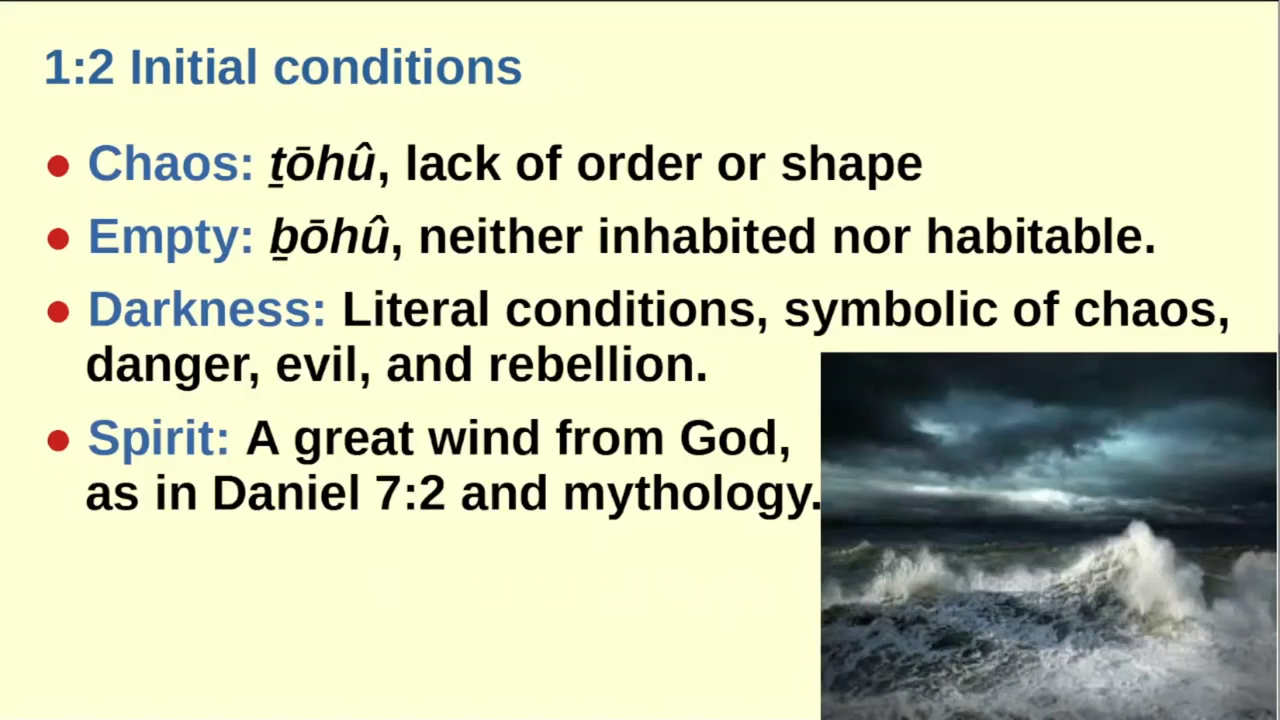 1:2 Initial conditions
● Chaos: ṯōhû, lack of order or shape
● Empty: ḇōhû, neither inhabited nor habitable.
● Darkness: Literal conditions, symbolic of chaos,
danger, evil, and rebellion.
● Spirit: A great wind from God,
as in Daniel 7:2 and mythology.